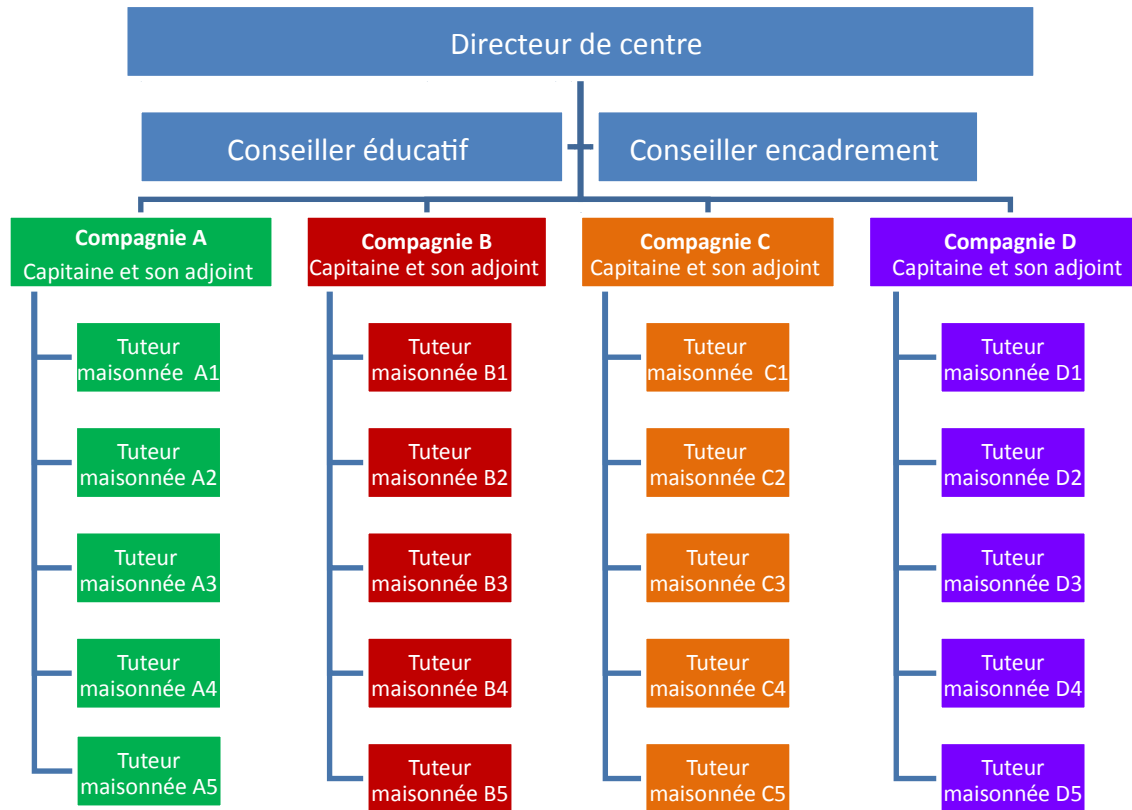 Directeur de centre
Conseiller éducatif
Conseiller encadrement
Compagnie A
Capitaine et son adjoint
Compagnie B
Capitaine et son adjoint
Compagnie C
Capitaine et son adjoint
Compagnie D
Capitaine et son adjoint
Tuteur
maisonnée A1
Tuteur
maisonnée B1
Tuteur
maisonnée C1
Tuteur
maisonnée D1
Tuteur
maisonnée A2
Tuteur
maisonnée B2
Tuteur
maisonnée C2
Tuteur
maisonnée D2
Tuteur
maisonnée A3
Tuteur
maisonnée B3
Tuteur
maisonnée C3
Tuteur
maisonnée D3
Tuteur
maisonnée A4
Tuteur
maisonnée B4
Tuteur
maisonnée C4
Tuteur
maisonnée D4
Tuteur
maisonnée A5
Tuteur
maisonnée B5
Tuteur
maisonnée C5
Tuteur
maisonnée D5